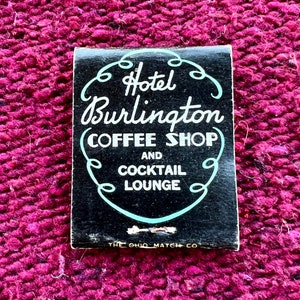 Hotel
Burlington
COFFEE SHOP
AND
COCKTAIL
LOUNGE
THE OHIO MATCH CO